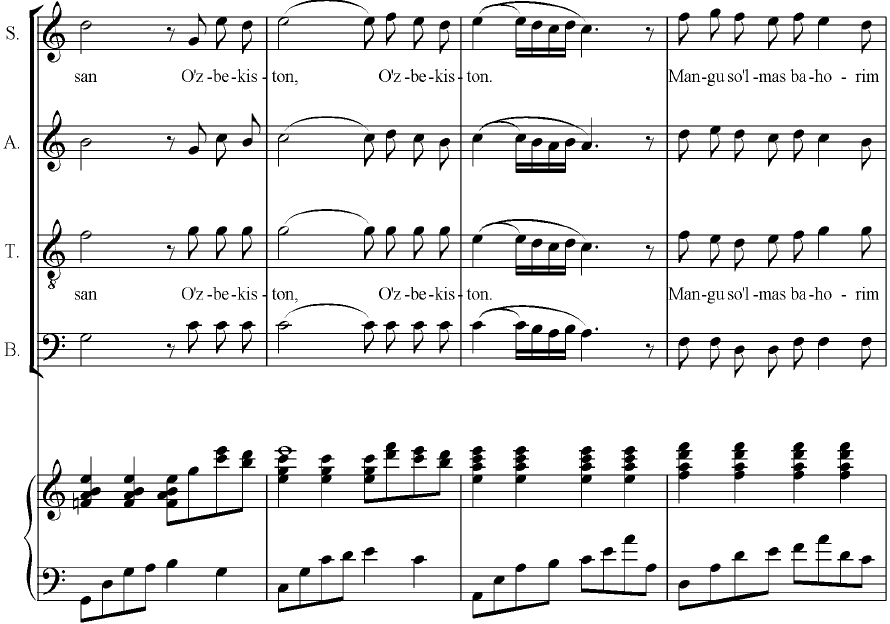 S.
san O'z-be-kis-ton, O'z-be-kis-ton. Man-gu so'l-mas ba-ho-rim
A.
T.
san O'z-be-kis-ton, O'z-be-kis-ton. Man-gu so'l-mas ba-ho-rim
B.